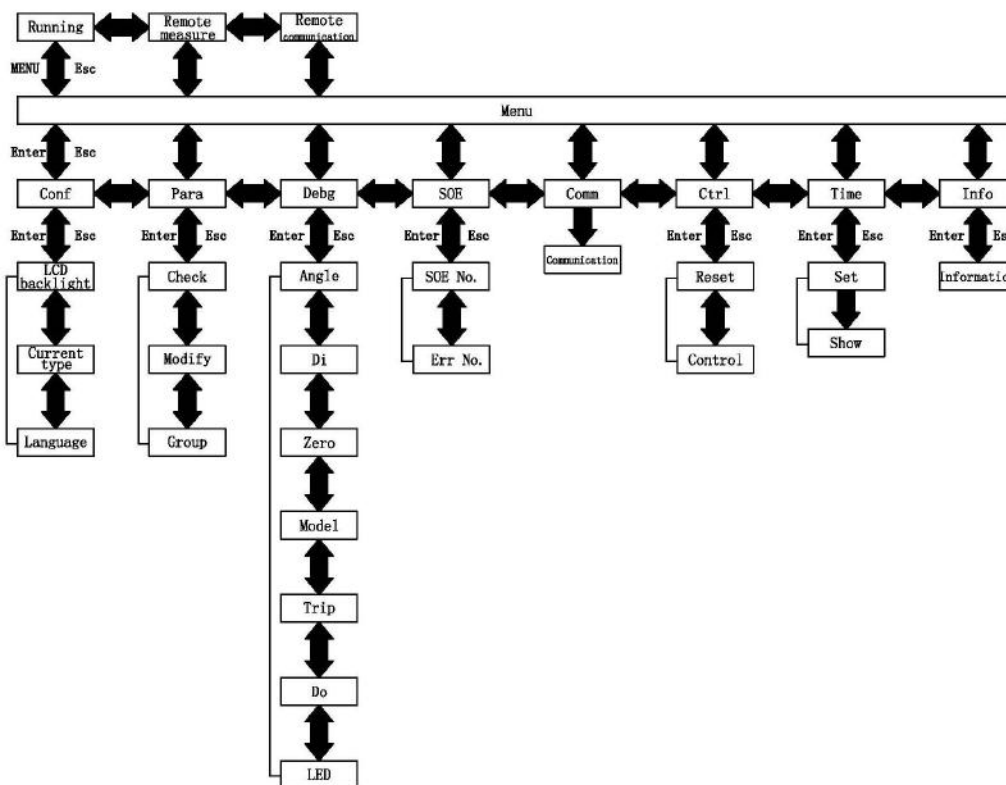 Running
Remote
measure
Remote
communication
MENU
Esc
Menu
Enter
Esc
Conf
Para
Debg
SOE
Comm
Ctrl
Time
Info
Enter
Esc
Enter
Esc
Enter
Esc
Enter
Esc
Enter
Esc
Enter
Esc
Enter
Es
LCD
backlight
Check
Angle
SOE No.
Communication
Reset
Set
Informatio
Current
type
Modify
Di
Err No.
Control
Show
Language
Group
Zero
Model
Trip
Do
LED